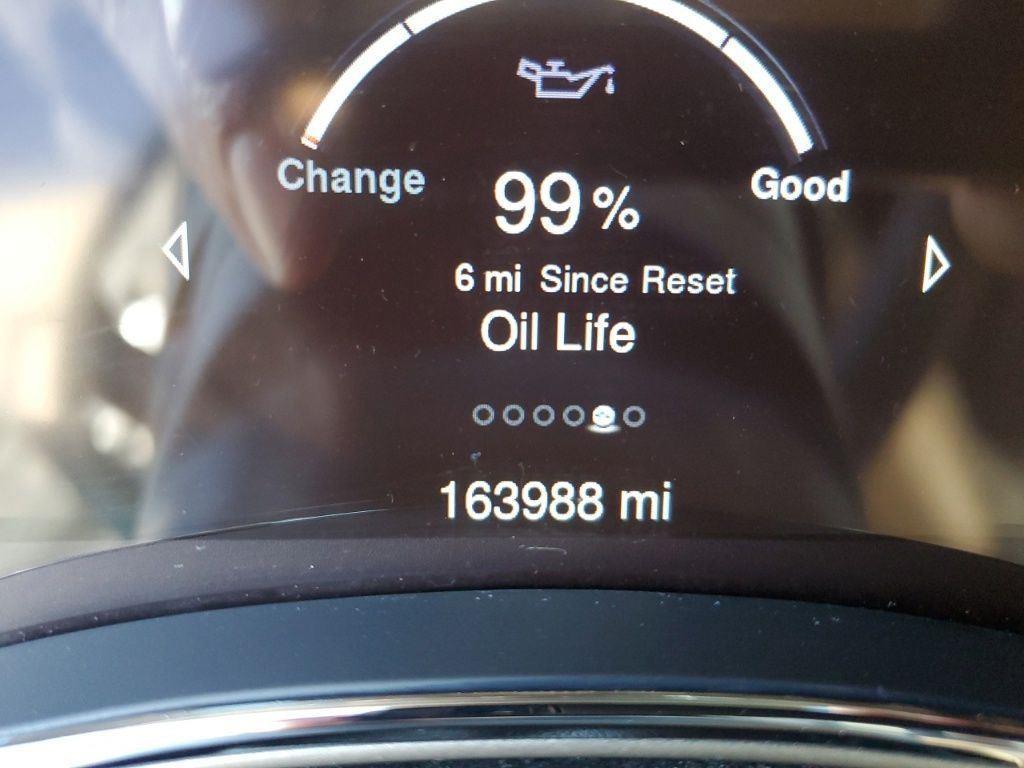 Change
Good
99 %
6 mi Since Reset
Oil Life
163988 mi